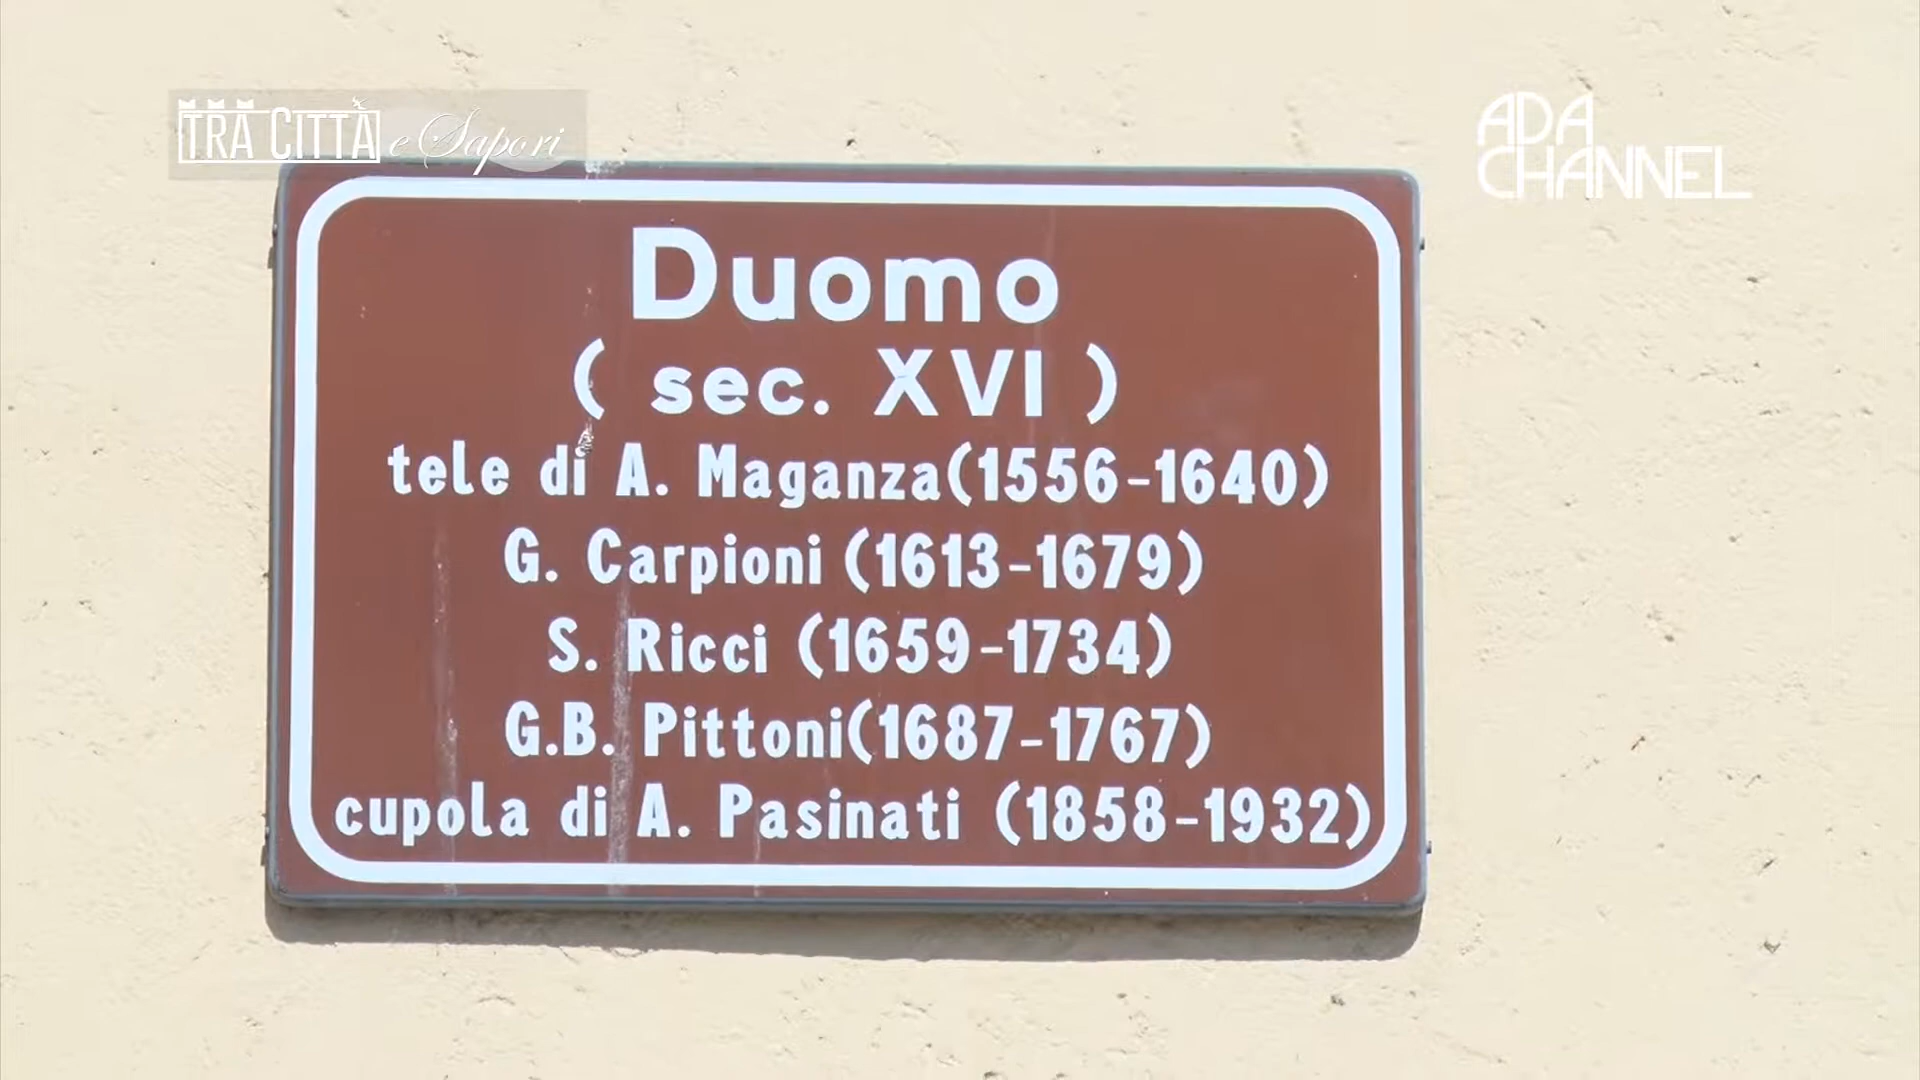 TRA CITTÀ e Sapori
ADA
CHANNEL
Duomo
( sec. XVI )
tele di A. Maganza(1556-1640)
G. Carpioni (1613-1679)
S. Ricci (1659-1734)
G.B. Pittoni(1687-1767)
cupola di A. Pasinati (1858-1932)